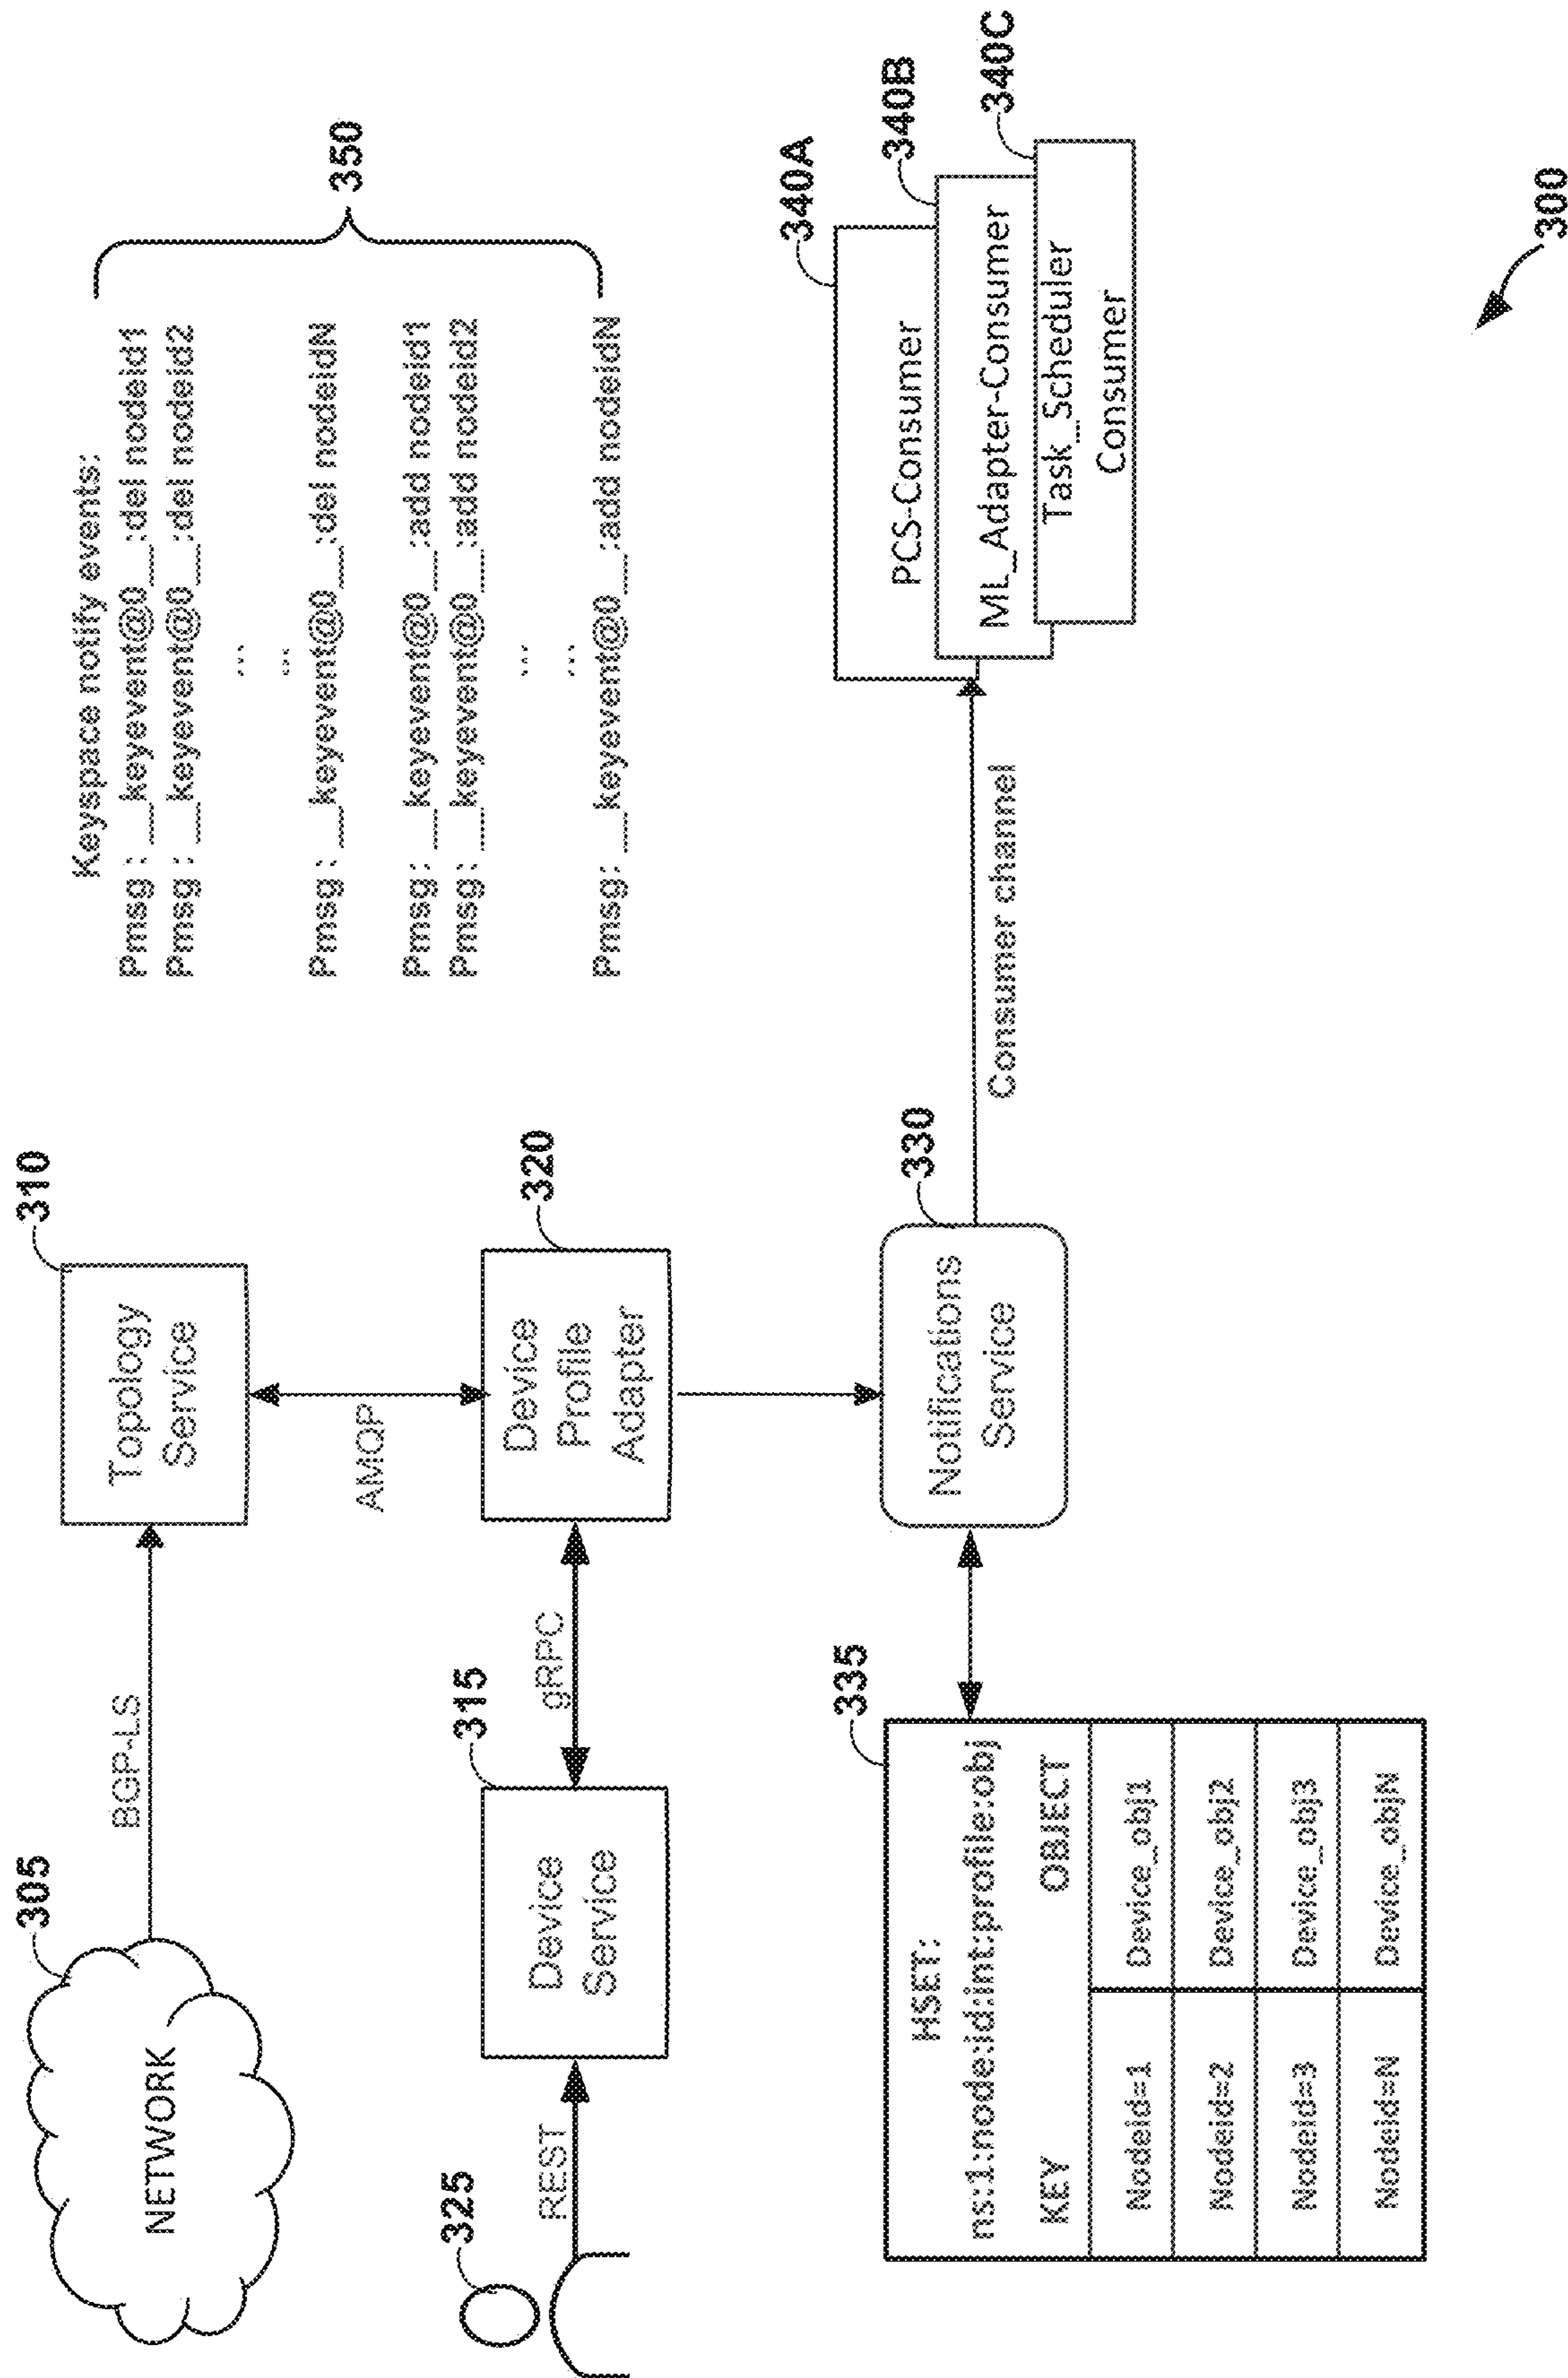 305
NETWORK
BGP-LS
310
Topology
Service
AMQP
325
REST
315
Device
Service
gRPC
320
Device
Profile
Adapter
335
HSET:
ns:1:node:id:int:profile:obj
KEY OBJECT
Nodeid=1 Device_obj1
Nodeid=2 Device_obj2
Nodeid=3 Device_obj3
Nodeid=N Device_objN
330
Notifications
Service
Consumer channel
Keyspace notify events:
Pmsg : __keyevent@0__:del nodeid1
Pmsg : __keyevent@0__:del nodeid2
...
...
Pmsg: __keyevent@0__:del nodeidN
Pmsg: __keyevent@0__:add nodeid1
Pmsg: __keyevent@0__:add nodeid2
...
...
Pmsg: __keyevent@0__:add nodeidN
350
340A
PCS-Consumer
340B
ML_Adapter-Consumer
340C
Task_Scheduler
Consumer
300